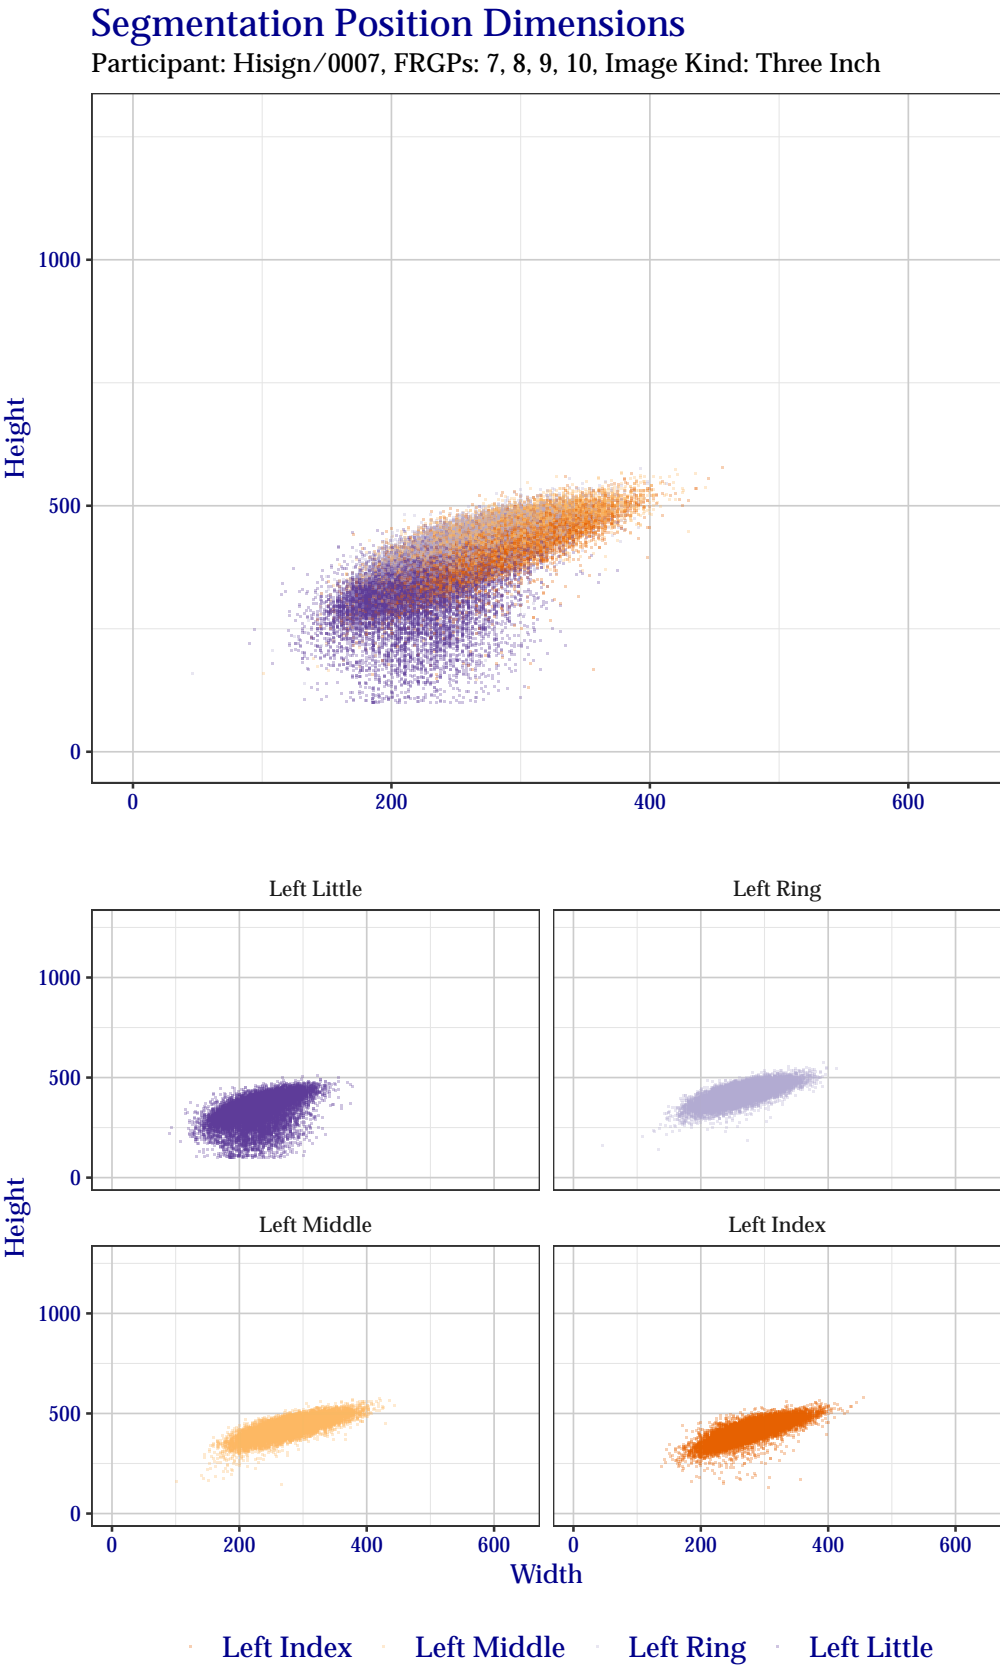 Segmentation Position Dimensions
Participant: Hisign/0007, FRGPs: 7, 8, 9, 10, Image Kind: Three Inch
1000
500
0
Height
0 200 400 600
Left Little Left Ring
1000
500
0
Height
Left Middle Left Index
1000
500
0
0 200 400 600 0 200 400 600
Width
Left Index Left Middle Left Ring Left Little